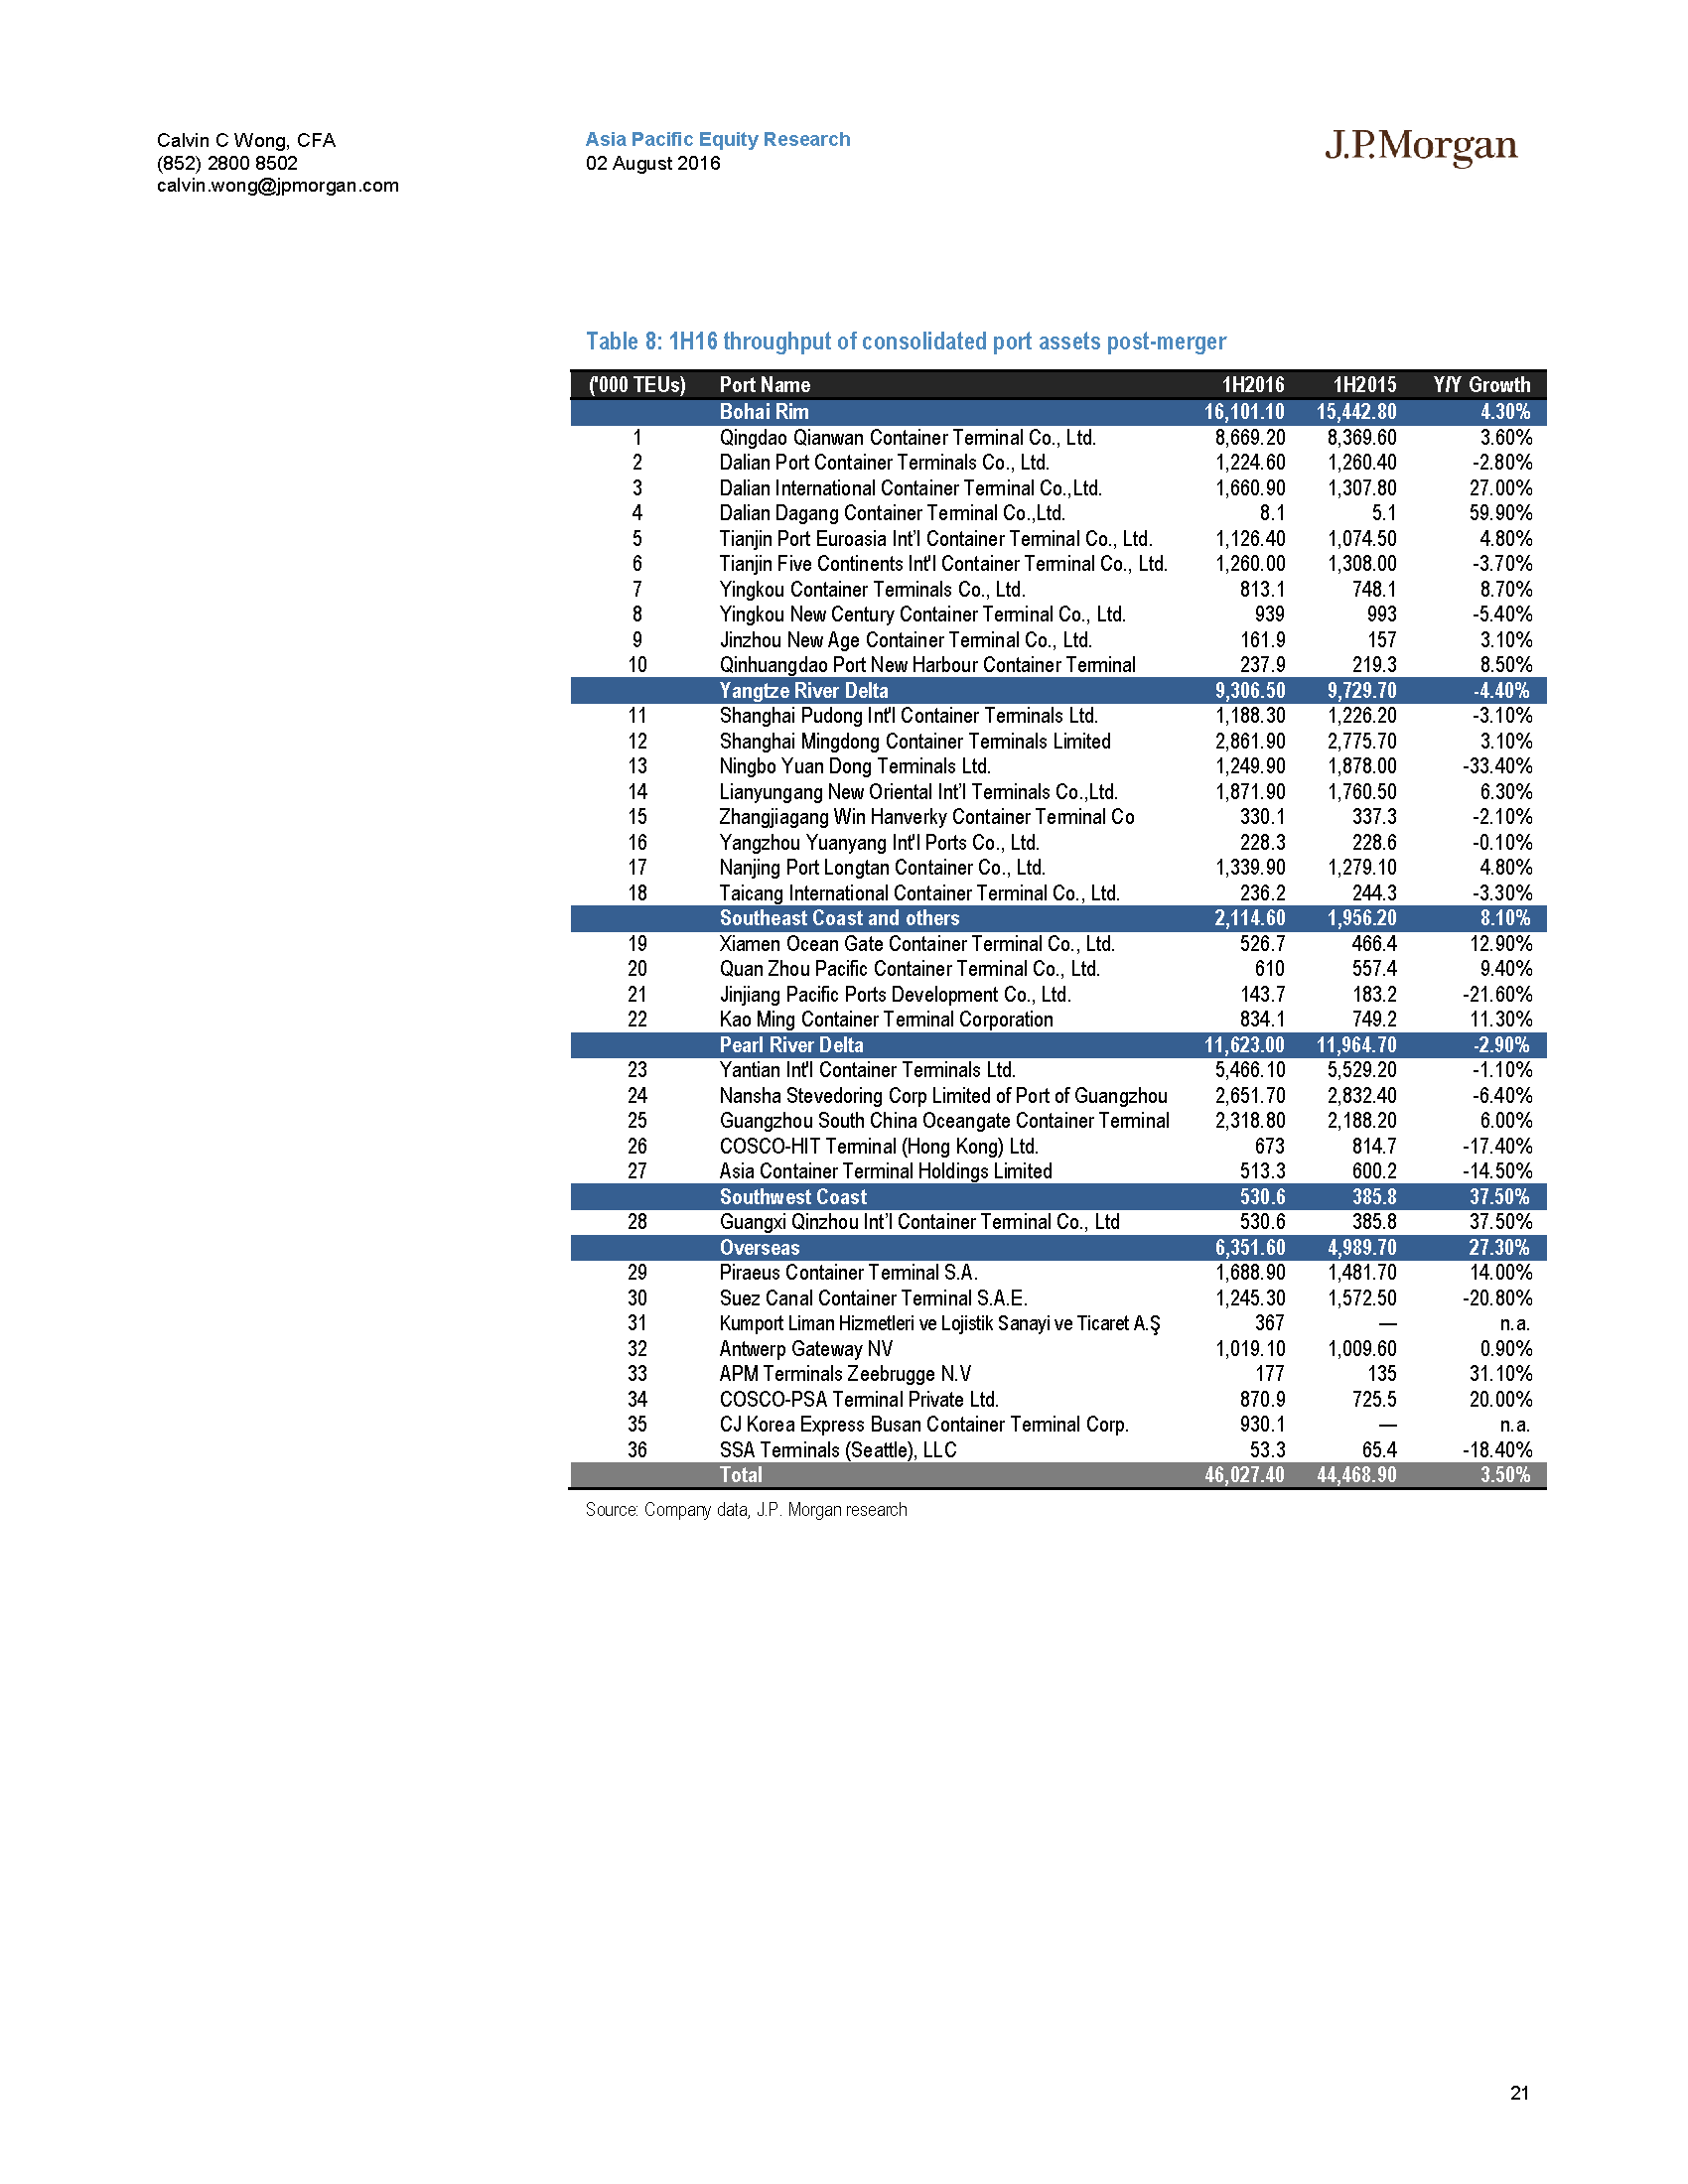 Calvin C Wong, CFA
(852) 2800 8502
calvin.wong@jpmorgan.com
Asia Pacific Equity Research
02 August 2016
J.P.Morgan
Table 8: 1H16 throughput of consolidated port assets post-merger
('000 TEUs) Port Name 1H2016 1H2015 Y/Y Growth
Bohai Rim 16,101.10 15,442.80 4.30%
1 Qingdao Qianwan Container Terminal Co., Ltd. 8,669.20 8,369.60 3.60%
2 Dalian Port Container Terminals Co., Ltd. 1,224.60 1,260.40 -2.80%
3 Dalian International Container Terminal Co.,Ltd. 1,660.90 1,307.80 27.00%
4 Dalian Dagang Container Terminal Co.,Ltd. 8.1 5.1 59.90%
5 Tianjin Port Euroasia Int’l Container Terminal Co., Ltd. 1,126.40 1,074.50 4.80%
6 Tianjin Five Continents Int'l Container Terminal Co., Ltd. 1,260.00 1,308.00 -3.70%
7 Yingkou Container Terminals Co., Ltd. 813.1 748.1 8.70%
8 Yingkou New Century Container Terminal Co., Ltd. 939 993 -5.40%
9 Jinzhou New Age Container Terminal Co., Ltd. 161.9 157 3.10%
10 Qinhuangdao Port New Harbour Container Terminal 237.9 219.3 8.50%
Yangtze River Delta 9,306.50 9,729.70 -4.40%
11 Shanghai Pudong Int'l Container Terminals Ltd. 1,188.30 1,226.20 -3.10%
12 Shanghai Mingdong Container Terminals Limited 2,861.90 2,775.70 3.10%
13 Ningbo Yuan Dong Terminals Ltd. 1,249.90 1,878.00 -33.40%
14 Lianyungang New Oriental Int’l Terminals Co.,Ltd. 1,871.90 1,760.50 6.30%
15 Zhangjiagang Win Hanverky Container Terminal Co 330.1 337.3 -2.10%
16 Yangzhou Yuanyang Int'l Ports Co., Ltd. 228.3 228.6 -0.10%
17 Nanjing Port Longtan Container Co., Ltd. 1,339.90 1,279.10 4.80%
18 Taicang International Container Terminal Co., Ltd. 236.2 244.3 -3.30%
Southeast Coast and others 2,114.60 1,956.20 8.10%
19 Xiamen Ocean Gate Container Terminal Co., Ltd. 526.7 466.4 12.90%
20 Quan Zhou Pacific Container Terminal Co., Ltd. 610 557.4 9.40%
21 Jinjiang Pacific Ports Development Co., Ltd. 143.7 183.2 -21.60%
22 Kao Ming Container Terminal Corporation 834.1 749.2 11.30%
Pearl River Delta 11,623.00 11,964.70 -2.90%
23 Yantian Int'l Container Terminals Ltd. 5,466.10 5,529.20 -1.10%
24 Nansha Stevedoring Corp Limited of Port of Guangzhou 2,651.70 2,832.40 -6.40%
25 Guangzhou South China Oceangate Container Terminal 2,318.80 2,188.20 6.00%
26 COSCO-HIT Terminal (Hong Kong) Ltd. 673 814.7 -17.40%
27 Asia Container Terminal Holdings Limited 513.3 600.2 -14.50%
Southwest Coast 530.6 385.8 37.50%
28 Guangxi Qinzhou Int’l Container Terminal Co., Ltd 530.6 385.8 37.50%
Overseas 6,351.60 4,989.70 27.30%
29 Piraeus Container Terminal S.A. 1,688.90 1,481.70 14.00%
30 Suez Canal Container Terminal S.A.E. 1,245.30 1,572.50 -20.80%
31 Kumport Liman Hizmetleri ve Lojistik Sanayi ve Ticaret A.Ş 367 — n.a.
32 Antwerp Gateway NV 1,019.10 1,009.60 0.90%
33 APM Terminals Zeebrugge N.V 177 135 31.10%
34 COSCO-PSA Terminal Private Ltd. 870.9 725.5 20.00%
35 CJ Korea Express Busan Container Terminal Corp. 930.1 — n.a.
36 SSA Terminals (Seattle), LLC 53.3 65.4 -18.40%
Total 46,027.40 44,468.90 3.50%
Source: Company data, J.P. Morgan research
21